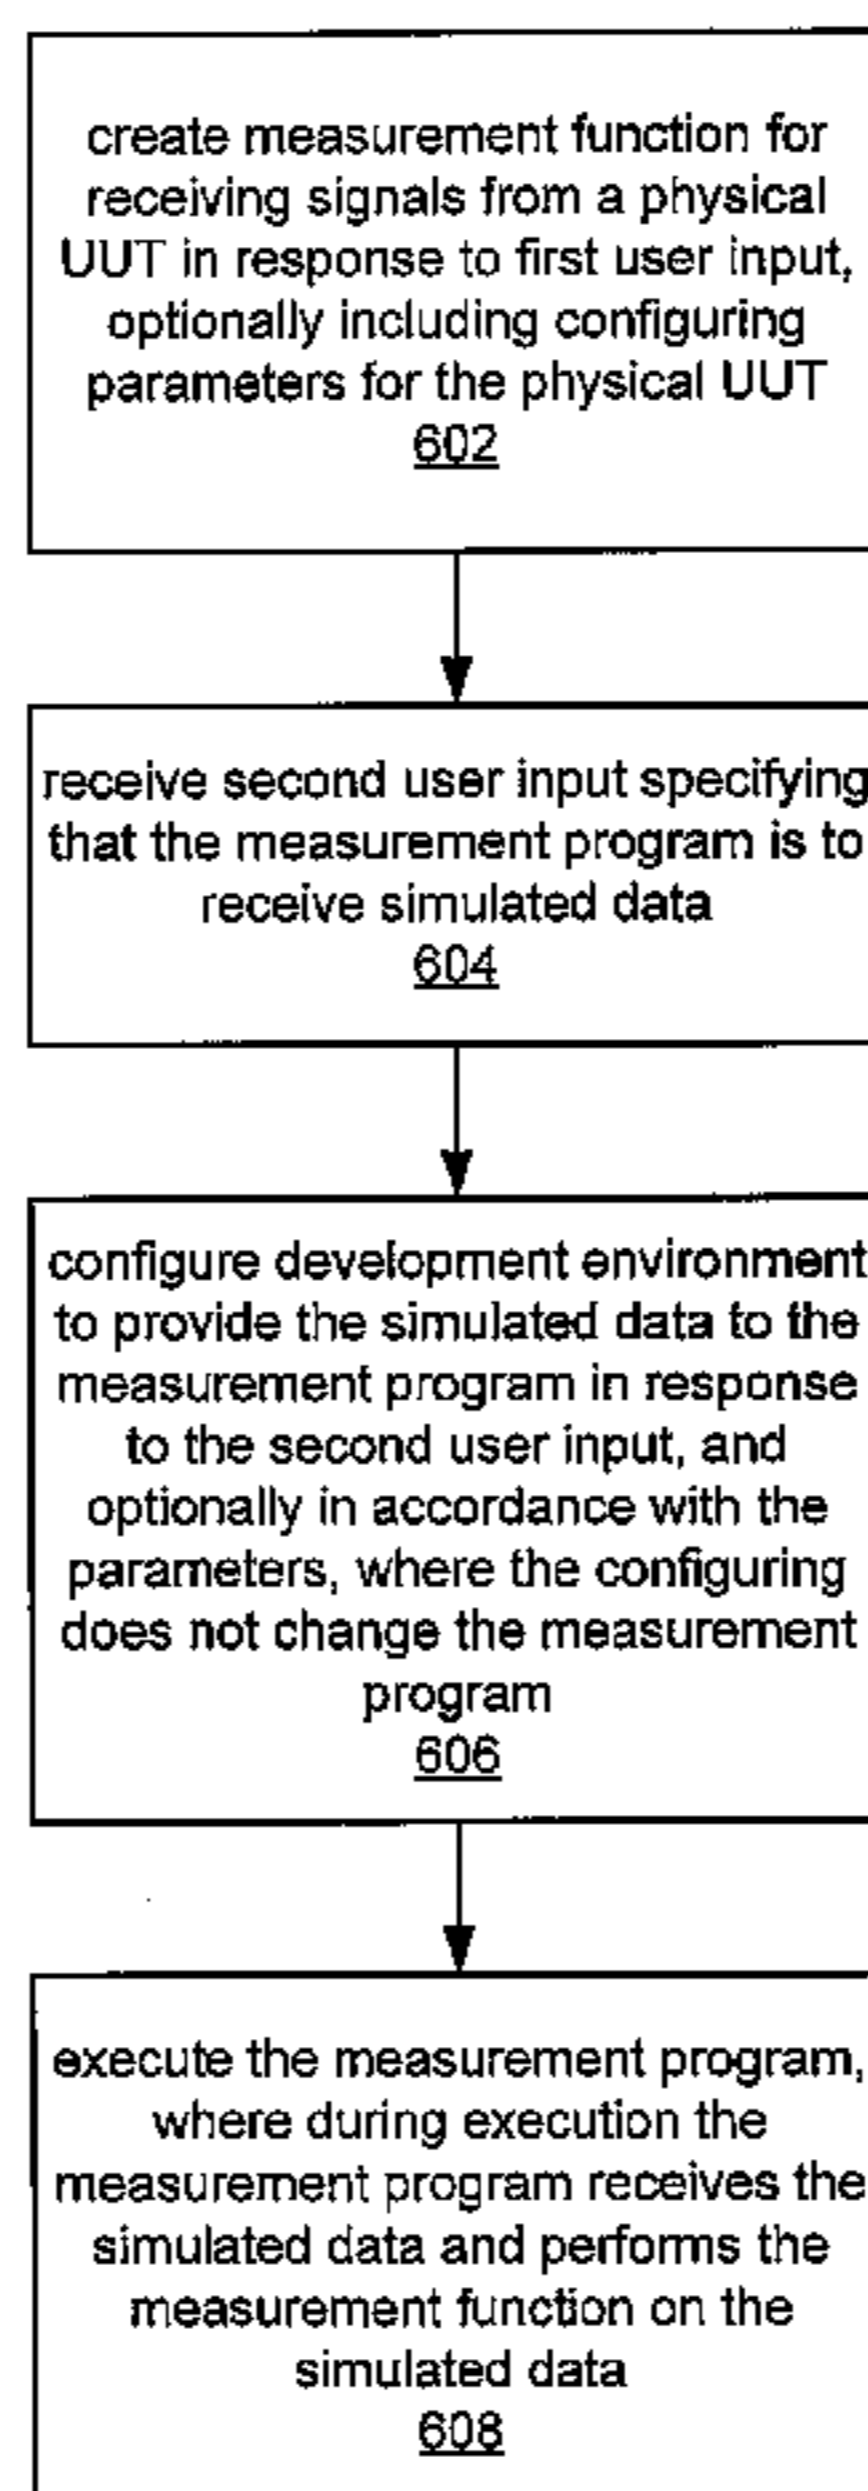 create measurement function for
receiving signals from a physical
UUT in response to first user input,
optionally including configuring
parameters for the physical UUT
602
receive second user input specifying
that the measurement program is to
receive simulated data
604
configure development environment
to provide the simulated data to the
measurement program in response
to the second user input, and
optionally in accordance with the
parameters, where the configuring
does not change the measurement
program
606
execute the measurement program,
where during execution the
measurement program receives the
simulated data and performs the
measurement function on the
simulated data
608